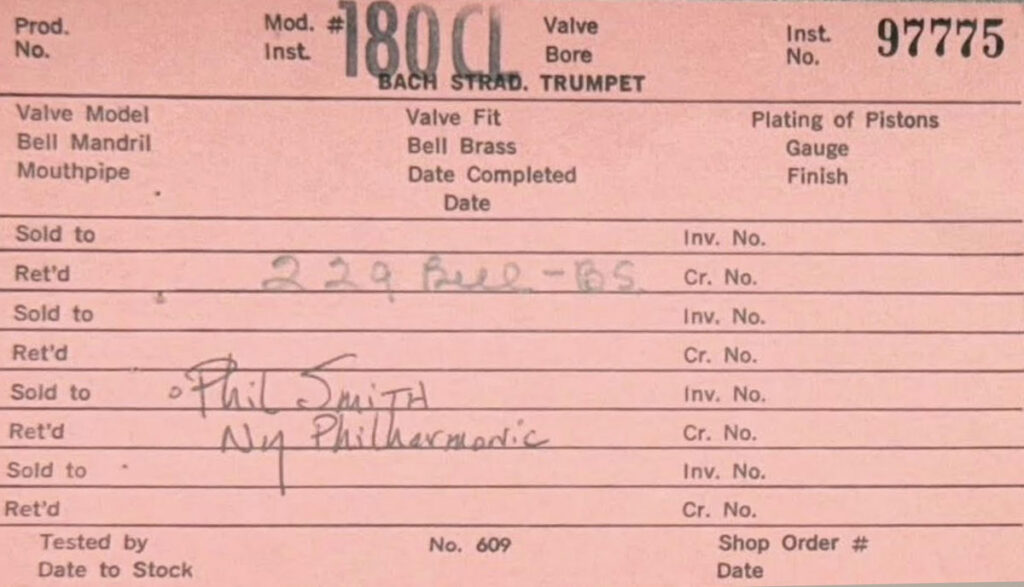 Prod. No. Mod. # Inst. 180 CL Valve Bore Inst. No. 97775
BACH STRAD. TRUMPET
Valve Model Valve Fit Plating of Pistons
Bell Mandril Bell Brass Gauge
Mouthpipe Date Completed Finish
Date
Sold to Inv. No.
Ret'd 229 Bell - BS Cr. No.
Sold to Inv. No.
Ret'd Cr. No.
Sold to Phil Smith Inv. No.
Ret'd Ny Philharmonic Cr. No.
Sold to Inv. No.
Ret'd Cr. No.
Tested by No. 609 Shop Order #
Date to Stock Date